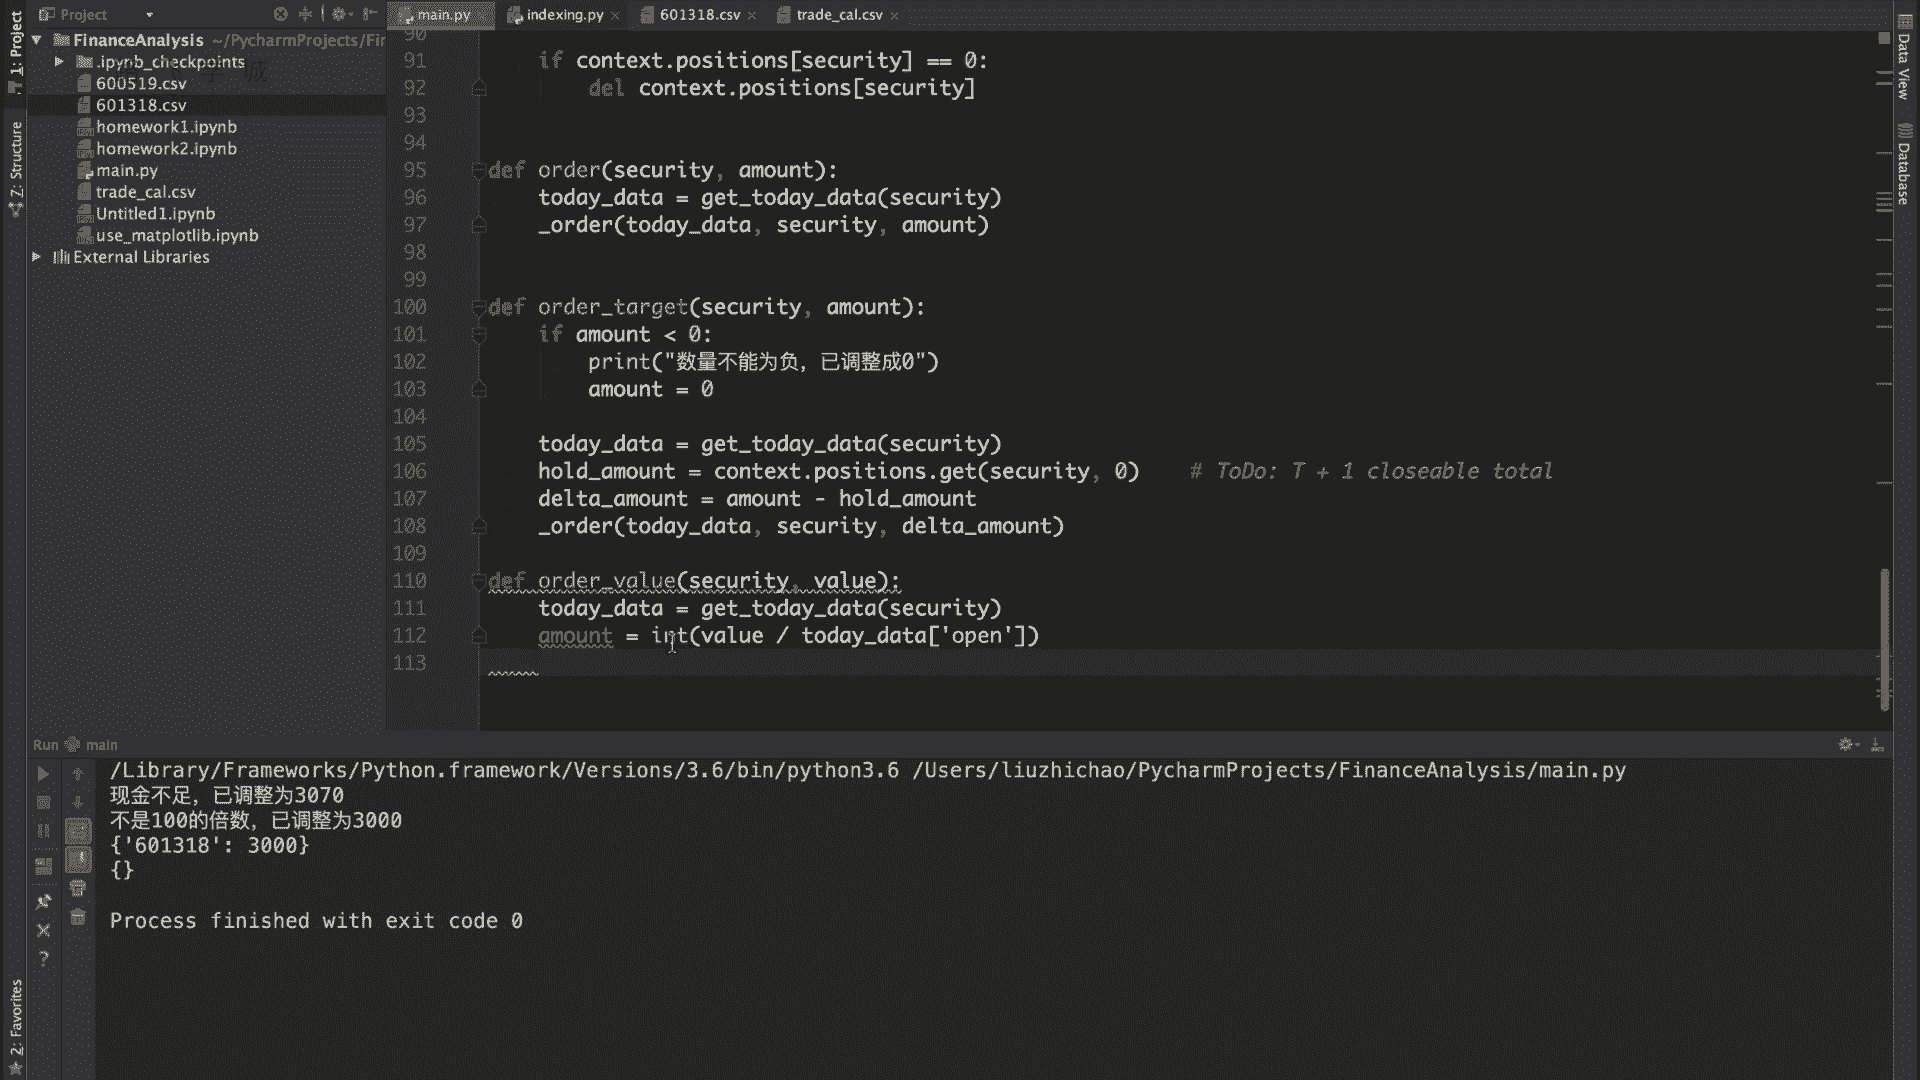 Project
main.py
indexing.py
601318.csv
trade_cal.csv
1: Project
7: Structure
2: Favorites
Data View
Database
FinanceAnalysis ~/PycharmProjects/Fir
.ipynb_checkpoints
600519.csv
601318.csv
homework1.ipynb
homework2.ipynb
main.py
trade_cal.csv
Untitled1.ipynb
use_matplotlib.ipynb
External Libraries
90
91 if context.positions[security] == 0:
92 del context.positions[security]
93
94
95 def order(security, amount):
96 today_data = get_today_data(security)
97 _order(today_data, security, amount)
98
99
100 def order_target(security, amount):
101 if amount < 0:
102 print("数量不能为负，已调整成0")
103 amount = 0
104
105 today_data = get_today_data(security)
106 hold_amount = context.positions.get(security, 0) # ToDo: T + 1 closeable total
107 delta_amount = amount - hold_amount
108 _order(today_data, security, delta_amount)
109
110 def order_value(security, value):
111 today_data = get_today_data(security)
112 amount = int(value / today_data['open'])
113
Run main
/Library/Frameworks/Python.framework/Versions/3.6/bin/python3.6 /Users/liuzhichao/PycharmProjects/FinanceAnalysis/main.py
现金不足，已调整为3070
不是100的倍数，已调整为3000
{'601318': 3000}
{}
Process finished with exit code 0